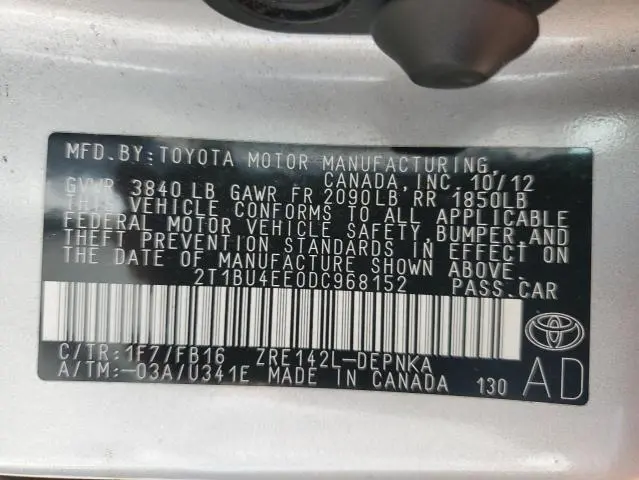 MFD. BY: TOYOTA MOTOR MANUFACTURING,
CANADA, INC. 10/12
GVWR 3840 LB GAWR FR 2090LB RR 1850LB
THIS VEHICLE CONFORMS TO ALL APPLICABLE
FEDERAL MOTOR VEHICLE SAFETY, BUMPER AND
THEFT PREVENTION STANDARDS IN EFFECT ON
THE DATE OF MANUFACTURE SHOWN ABOVE.
2T1BU4EE0DC968152 PASS.CAR
C/TR: 1F7/FB16 ZRE142L-DEPNKA
A/TM: -03A/U341E MADE IN CANADA 130
AD